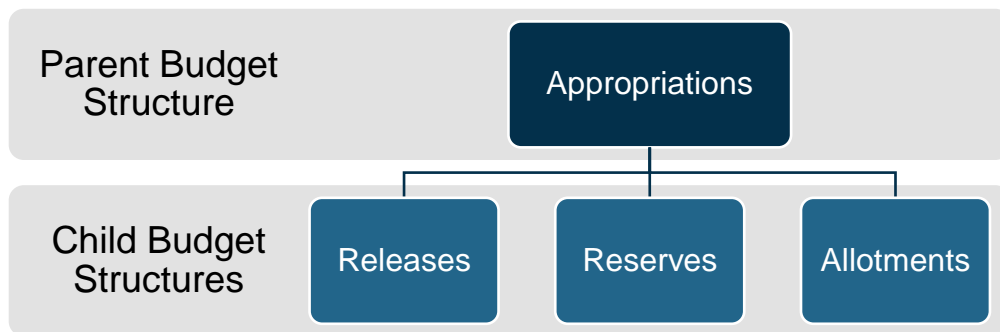 Parent Budget
Structure
Appropriations
Child Budget
Structures
Releases
Reserves
Allotments